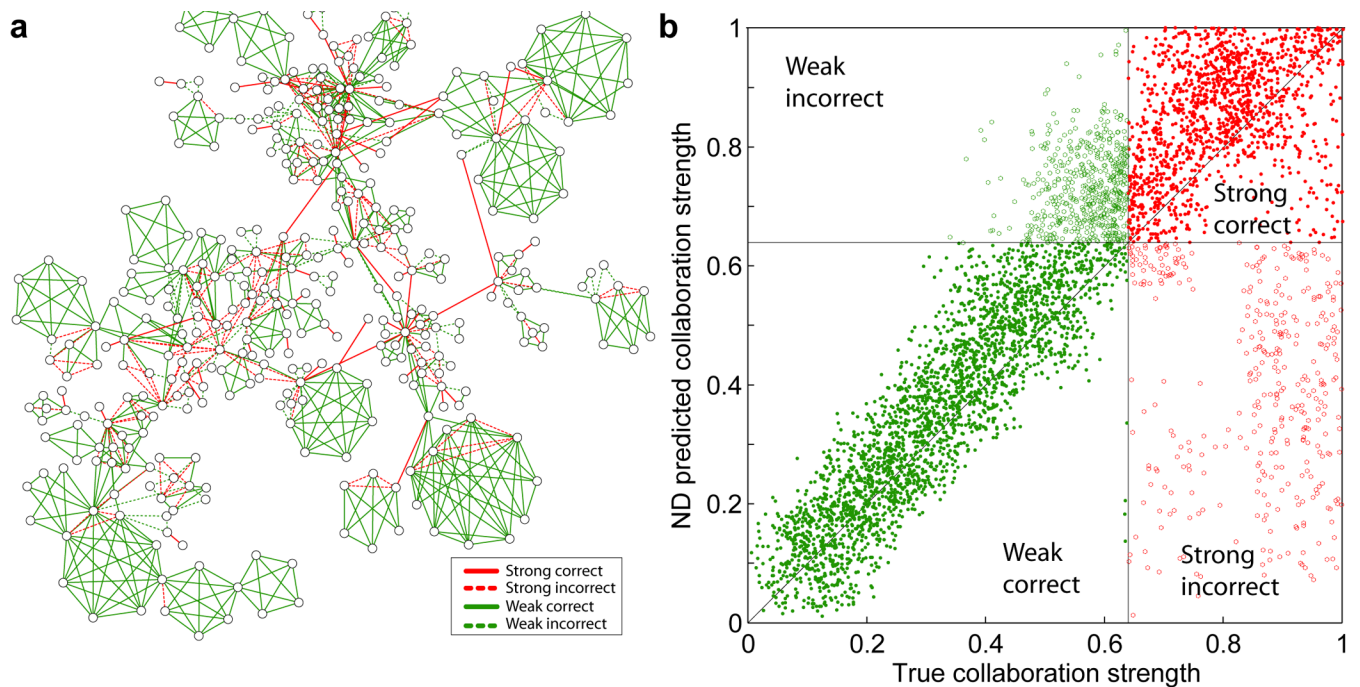 a
Strong correct
Strong incorrect
Weak correct
Weak incorrect
b
ND predicted collaboration strength
1
0.8
0.6
0.4
0.2
0
Weak
incorrect
Strong
correct
Weak
correct
Strong
incorrect
0
0.2
0.4
0.6
0.8
1
True collaboration strength